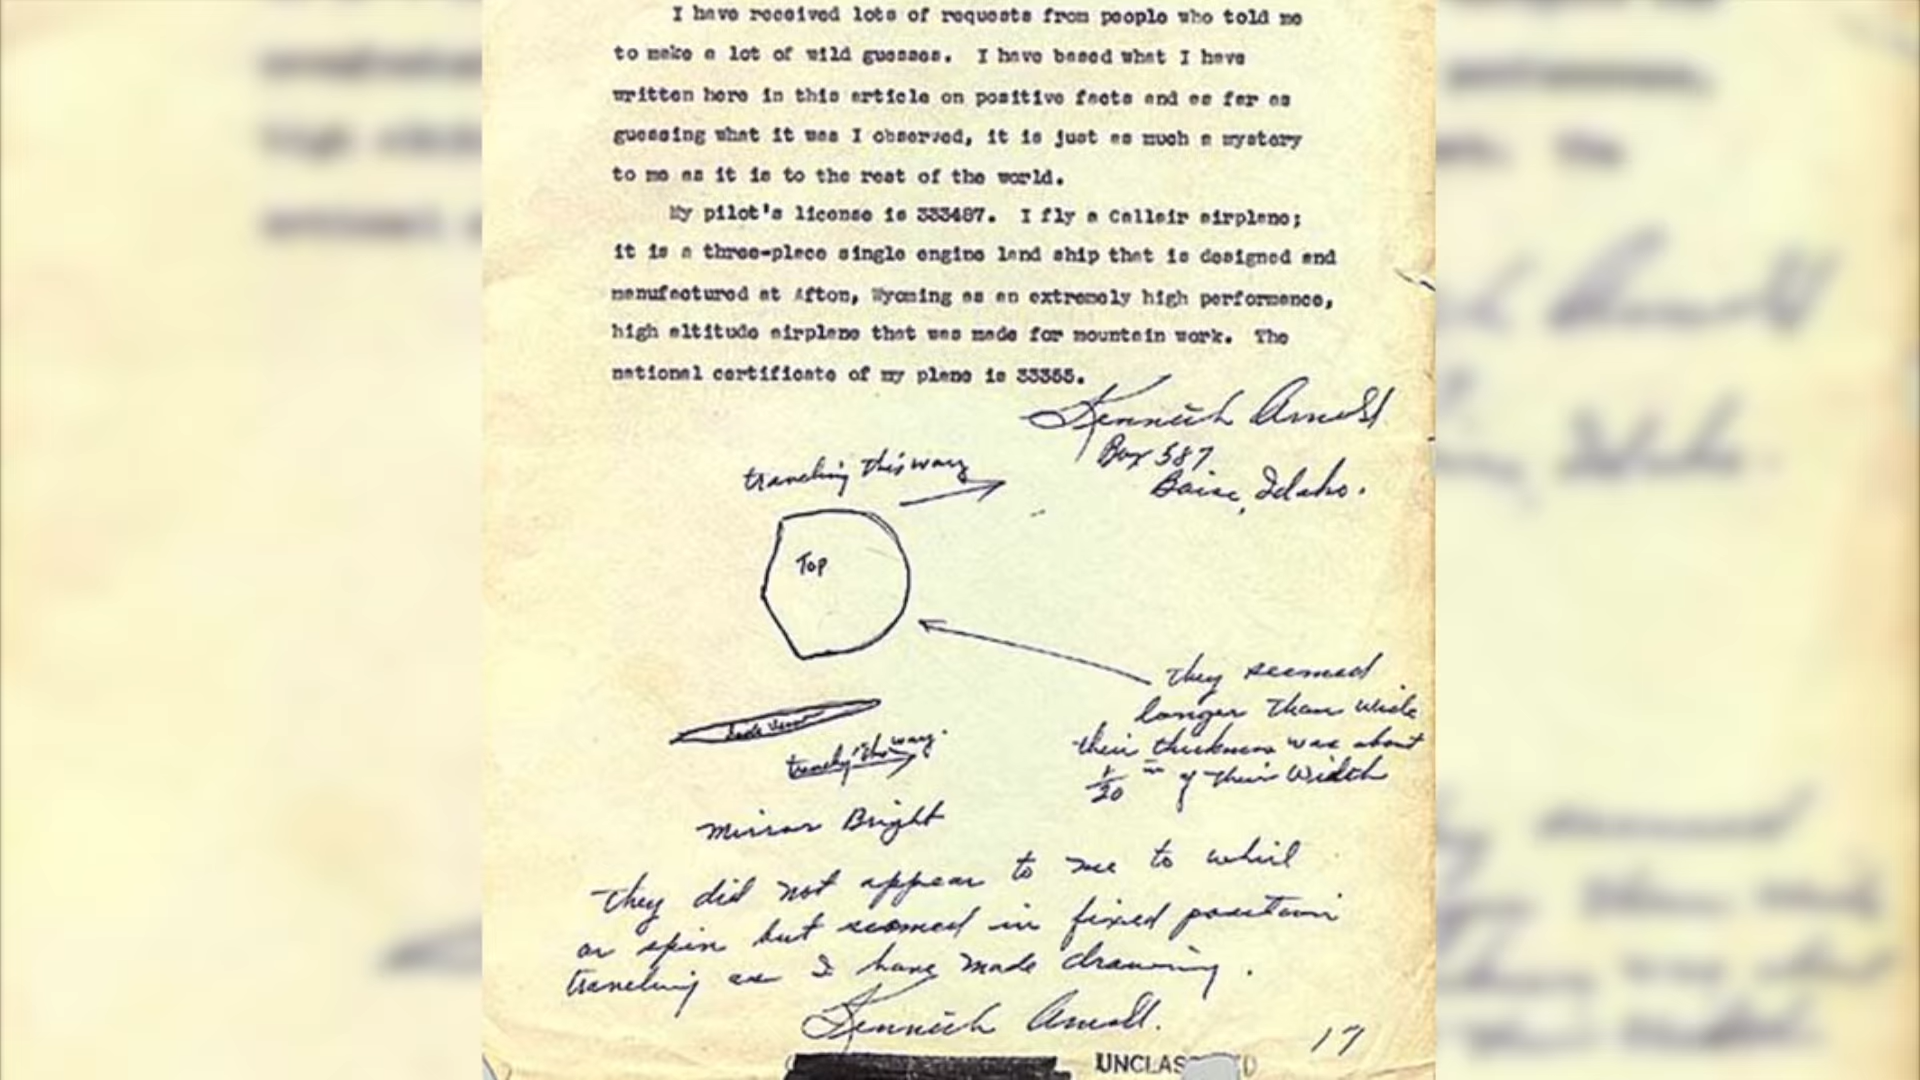 I have received lots of requests from people who told me
to make a lot of wild guesses. I have based what I have
written here in this article on positive facts and as far as
guessing what it was I observed, it is just as much a mystery
to me as it is to the rest of the world.
My pilot's license is 333487. I fly a Callair airplane;
it is a three-place single engine land ship that is designed and
manufactured at Afton, Wyoming as an extremely high performance,
high altitude airplane that was made for mountain work. The
national certificate of my plane is 33355.
Kenneth Arnold
Box 587
Boise, Idaho.
traveling this way
Top
they seemed
longer than wide
their thickness was about
1/20 th of their width
Side View
traveling this way.
Mirror Bright
They did not appear to me to whirl
or spin but seemed in fixed position
traveling as I have made drawing.
Kenneth Arnold.
17